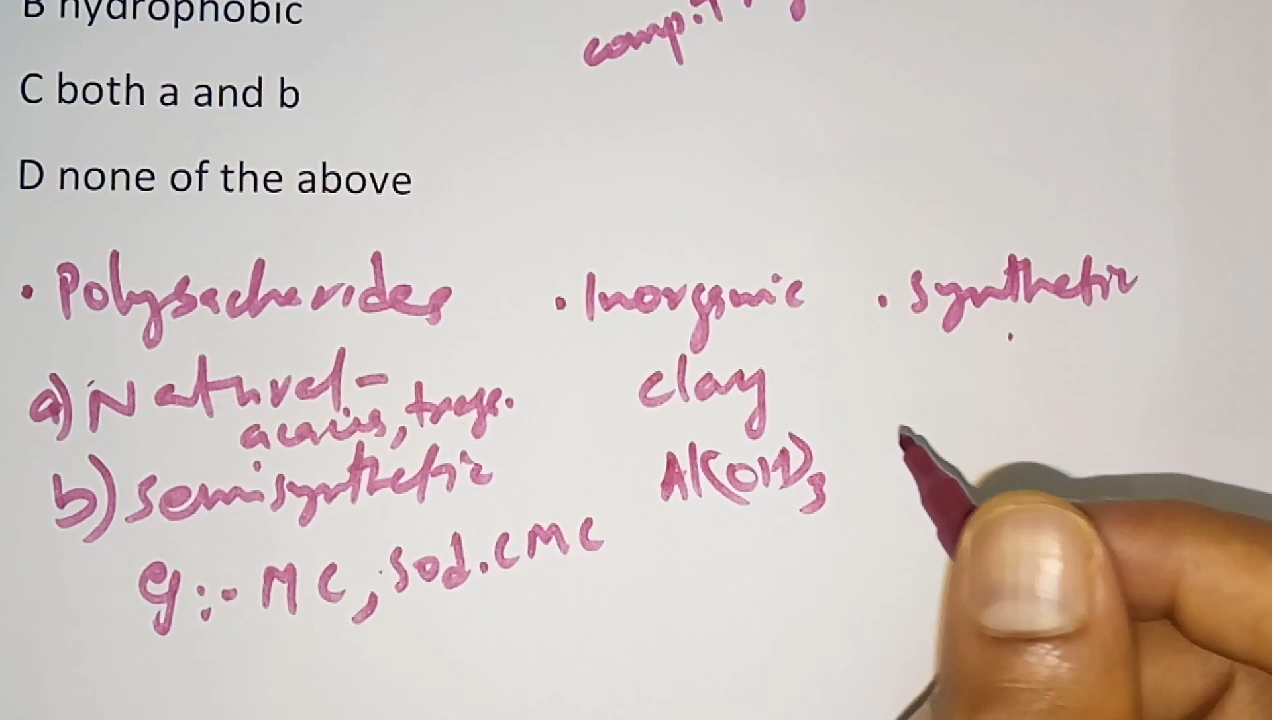 B hydrophobic
C both a and b
D none of the above
• Polysacharides
a) Natural-
acacia, trag.
b) semisynthetic
eg:- MC, sod. CMC
• Inorganic
clay
Al(OH)3
• synthetic